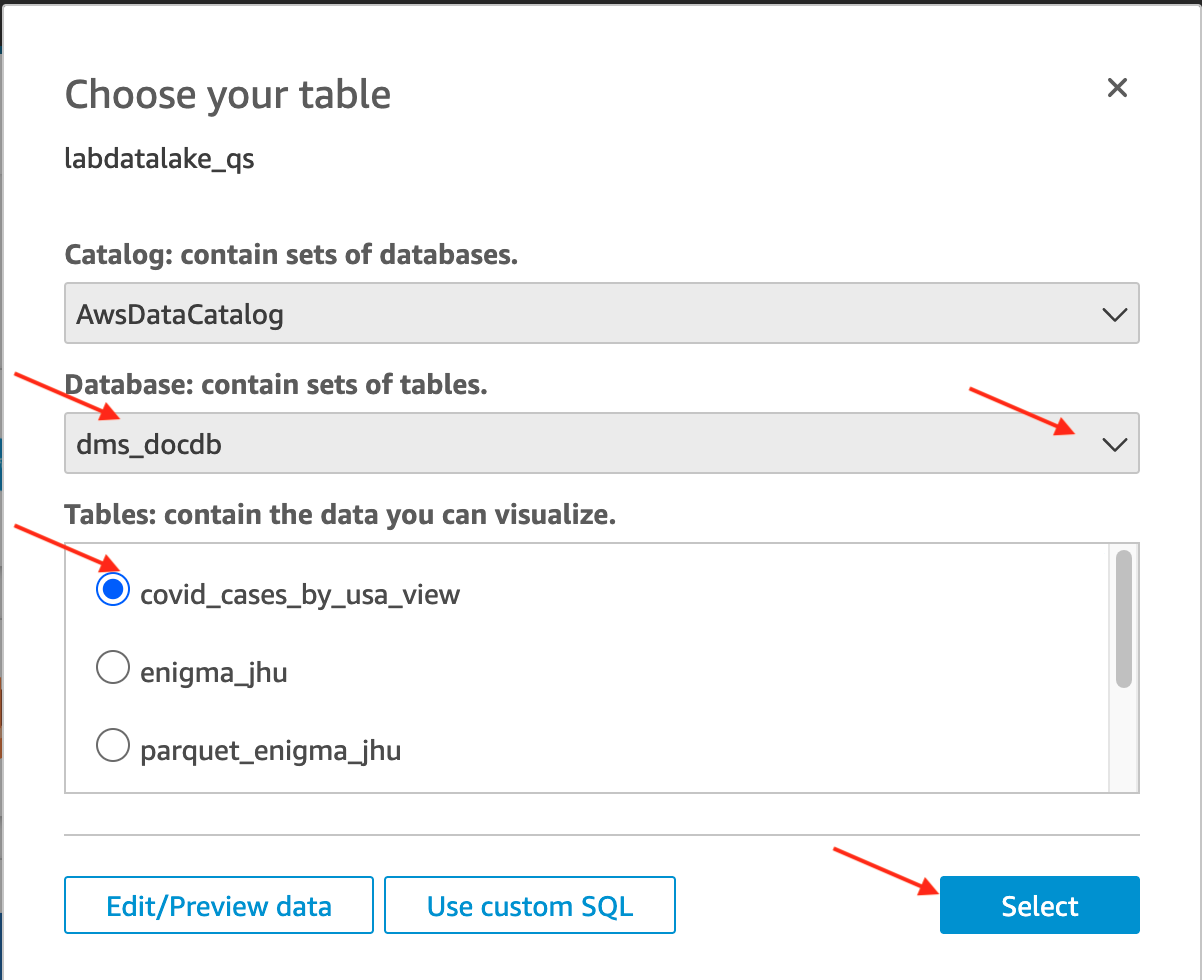 Choose your table
labdatalake_qs
Catalog: contain sets of databases.
AwsDataCatalog
Database: contain sets of tables.
dms_docdb
Tables: contain the data you can visualize.
covid_cases_by_usa_view
enigma_jhu
parquet_enigma_jhu
Edit/Preview data
Use custom SQL
Select